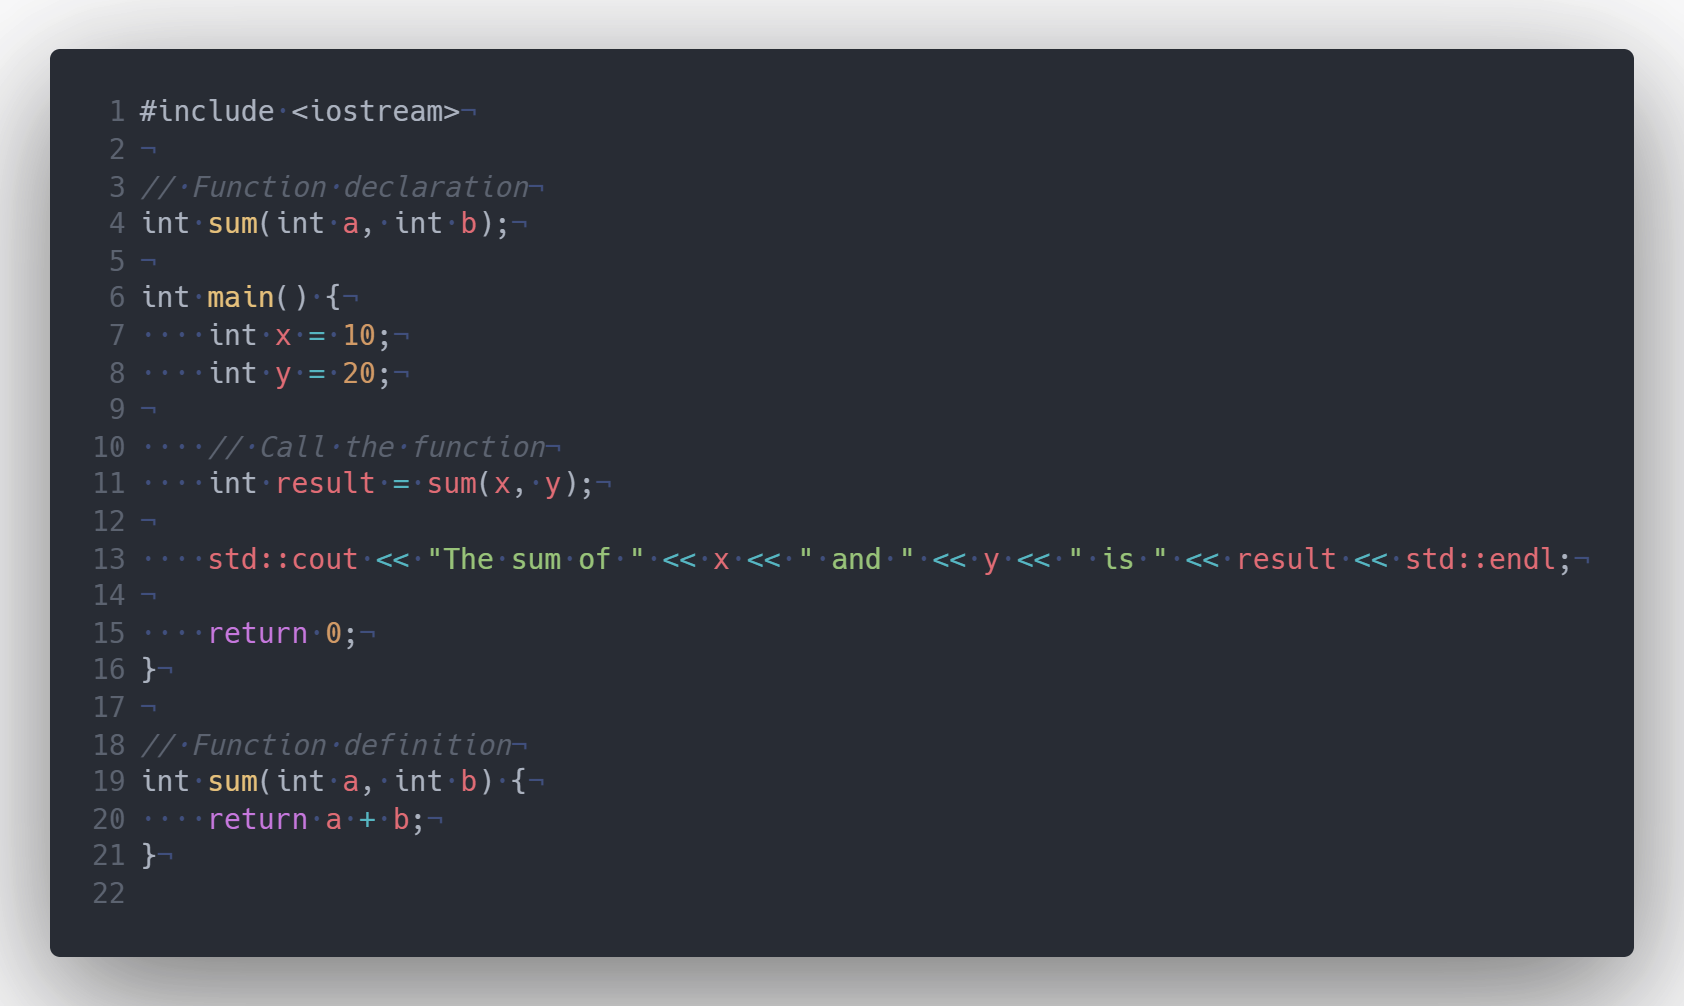 1 #include <iostream>¬
2 ¬
3 // Function declaration¬
4 int sum(int a, int b);¬
5 ¬
6 int main() {¬
7 ····int x = 10;¬
8 ····int y = 20;¬
9 ¬
10 ····// Call the function¬
11 ····int result = sum(x, y);¬
12 ¬
13 ····std::cout << "The sum of " << x << " and " << y << " is " << result << std::endl;¬
14 ¬
15 ····return 0;¬
16 }¬
17 ¬
18 // Function definition¬
19 int sum(int a, int b) {¬
20 ····return a + b;¬
21 }¬
22